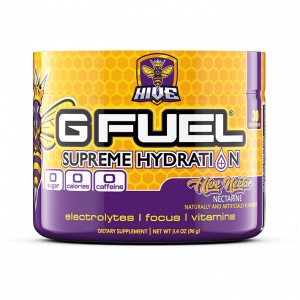 HIVE
G FUEL®
SUPREME HYDRATION
30
0 sugar 0 calories 0 caffeine
Hive Nectar
NECTARINE
NATURALLY AND ARTIFICIALLY FLAVORED
electrolytes | focus | vitamins
DIETARY SUPPLEMENT | NET WT 3.4 OZ (96 g)